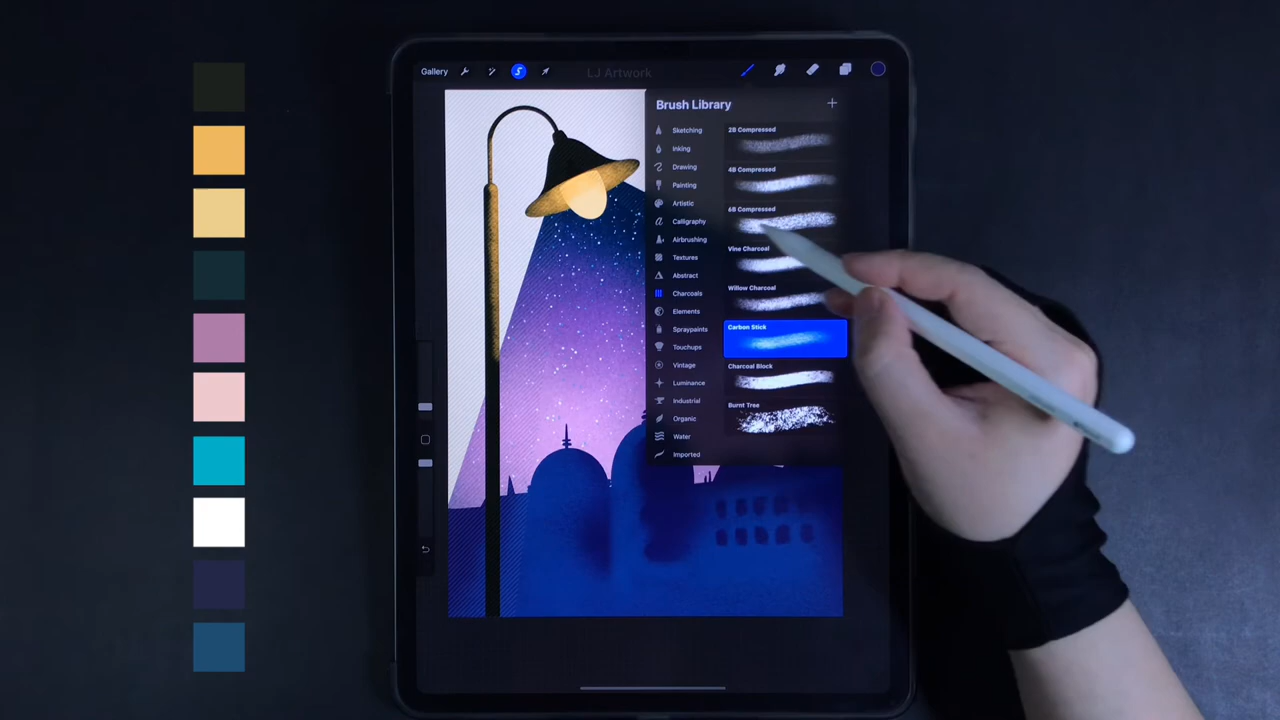 Gallery
LJ Artwork
Brush Library
Sketching
Inking
Drawing
Painting
Artistic
Calligraphy
Airbrushing
Textures
Abstract
Charcoals
Elements
Spraypaints
Touchups
Vintage
Luminance
Industrial
Organic
Water
Imported
2B Compressed
4B Compressed
6B Compressed
Vine Charcoal
Willow Charcoal
Carbon Stick
Charcoal Block
Burnt Tree